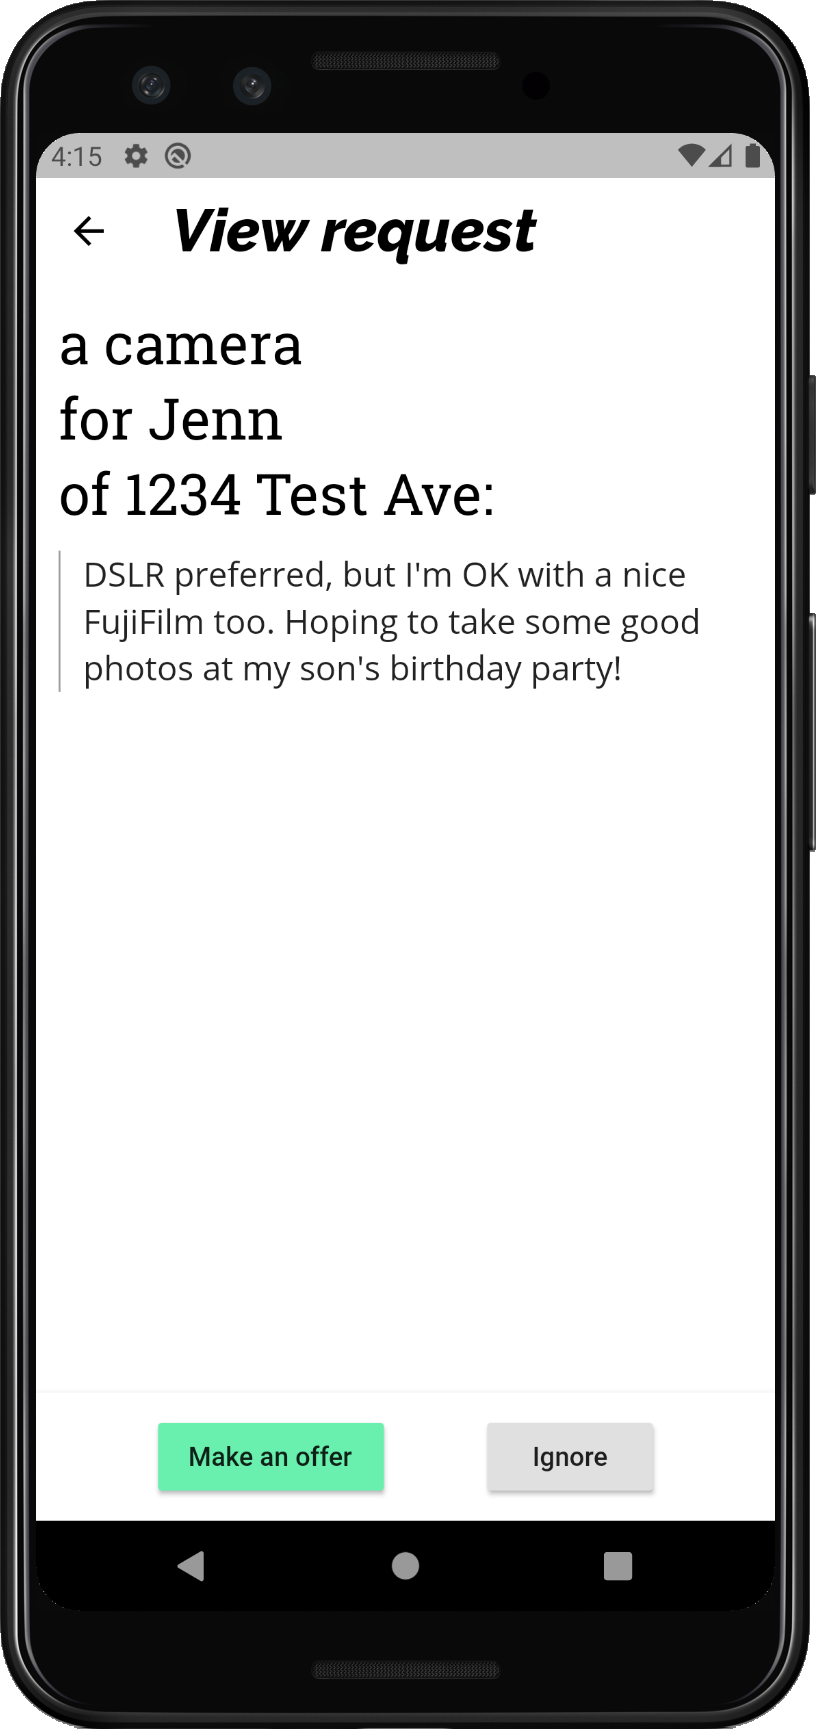 4:15
View request
a camera
for Jenn
of 1234 Test Ave:
DSLR preferred, but I'm OK with a nice
FujiFilm too. Hoping to take some good
photos at my son's birthday party!
Make an offer
Ignore